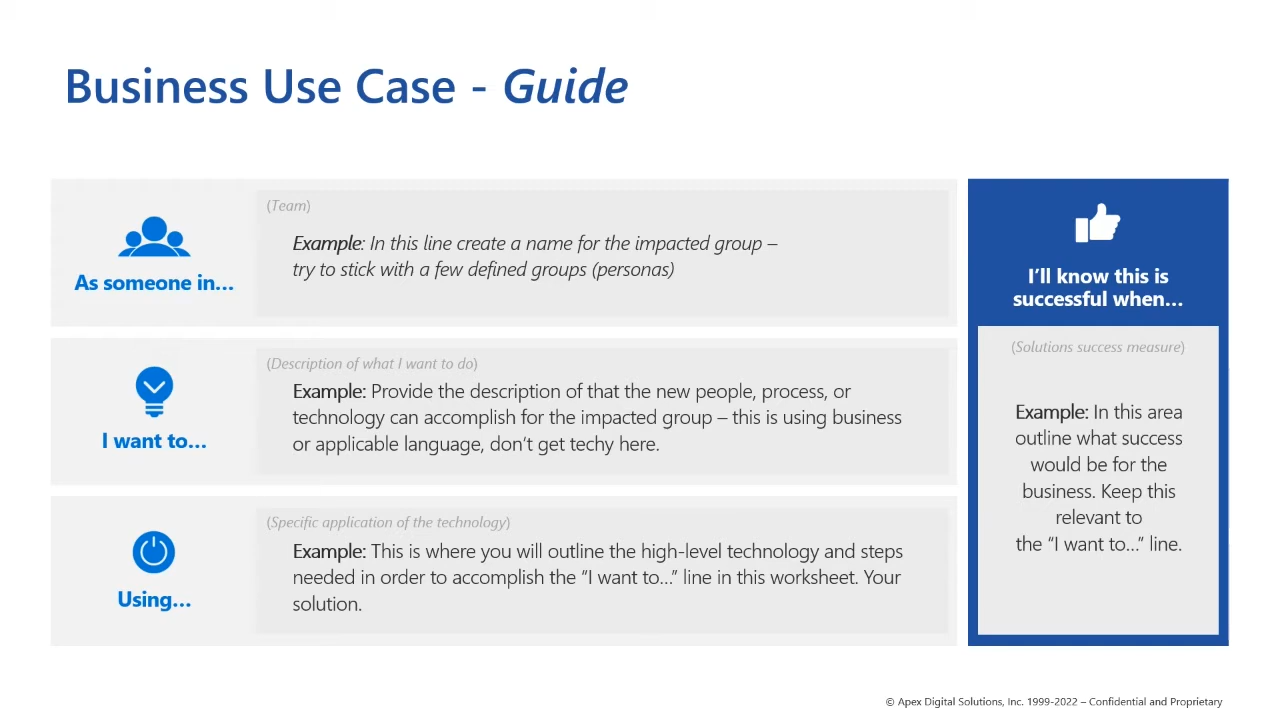 Business Use Case - Guide
As someone in...
(Team)
Example: In this line create a name for the impacted group –
try to stick with a few defined groups (personas)
I want to...
(Description of what I want to do)
Example: Provide the description of that the new people, process, or
technology can accomplish for the impacted group – this is using business
or applicable language, don't get techy here.
Using...
(Specific application of the technology)
Example: This is where you will outline the high-level technology and steps
needed in order to accomplish the “I want to...” line in this worksheet. Your
solution.
I'll know this is
successful when...
(Solutions success measure)
Example: In this area
outline what success
would be for the
business. Keep this
relevant to
the “I want to...” line.
© Apex Digital Solutions, Inc. 1999-2022 – Confidential and Proprietary